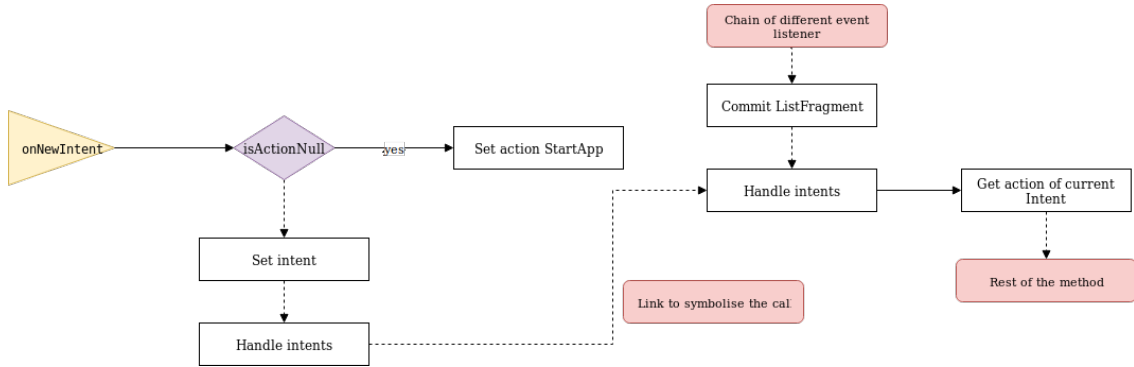 Chain of different event
listener
Commit ListFragment
onNewIntent
isActionNull
yes
Set action StartApp
Handle intents
Get action of current
Intent
Set intent
Rest of the method
Link to symbolise the call
Handle intents